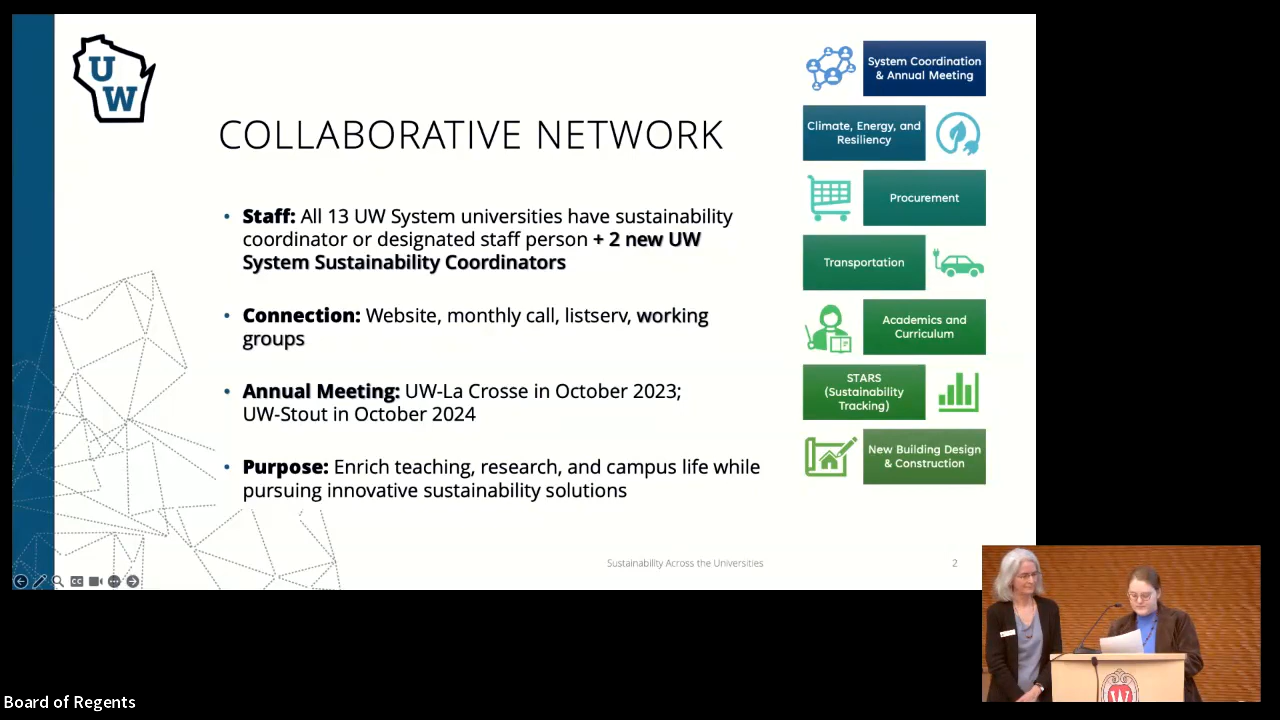 U
W
COLLABORATIVE NETWORK
• Staff: All 13 UW System universities have sustainability
coordinator or designated staff person + 2 new UW
System Sustainability Coordinators
• Connection: Website, monthly call, listserv, working
groups
• Annual Meeting: UW-La Crosse in October 2023;
UW-Stout in October 2024
• Purpose: Enrich teaching, research, and campus life while
pursuing innovative sustainability solutions
System Coordination
& Annual Meeting
Climate, Energy, and
Resiliency
Procurement
Transportation
Academics and
Curriculum
STARS
(Sustainability
Tracking)
New Building Design
& Construction
Sustainability Across the Universities
2
CC
W
Board of Regents